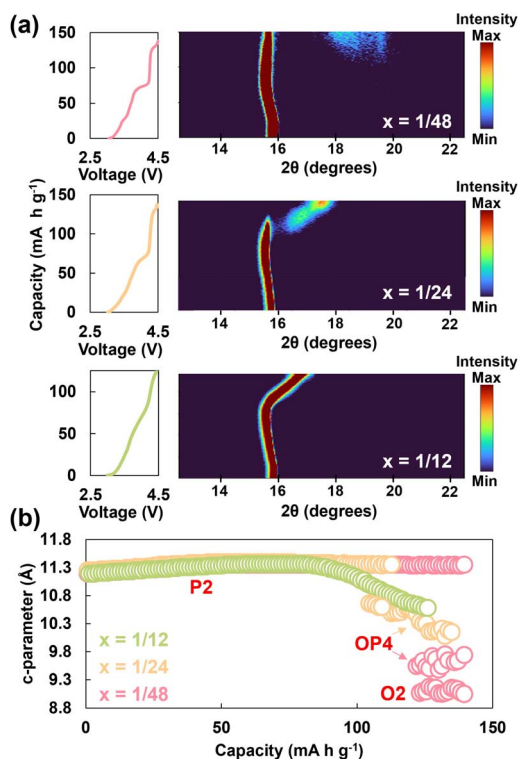 (a)
Capacity (mA h g⁻¹)
150
100
50
0
2.5 4.5
Voltage (V)
x = 1/48
14 16 18 20 22
2θ (degrees)
Intensity
Max
Min
150
100
50
0
2.5 4.5
Voltage (V)
x = 1/24
14 16 18 20 22
2θ (degrees)
Intensity
Max
Min
100
50
0
2.5 4.5
Voltage (V)
x = 1/12
14 16 18 20 22
2θ (degrees)
Intensity
Max
Min
(b)
c-parameter (Å)
11.8
11.3
10.8
10.3
9.8
9.3
8.8
P2
OP4
O2
x = 1/12
x = 1/24
x = 1/48
0 50 100 150
Capacity (mA h g⁻¹)